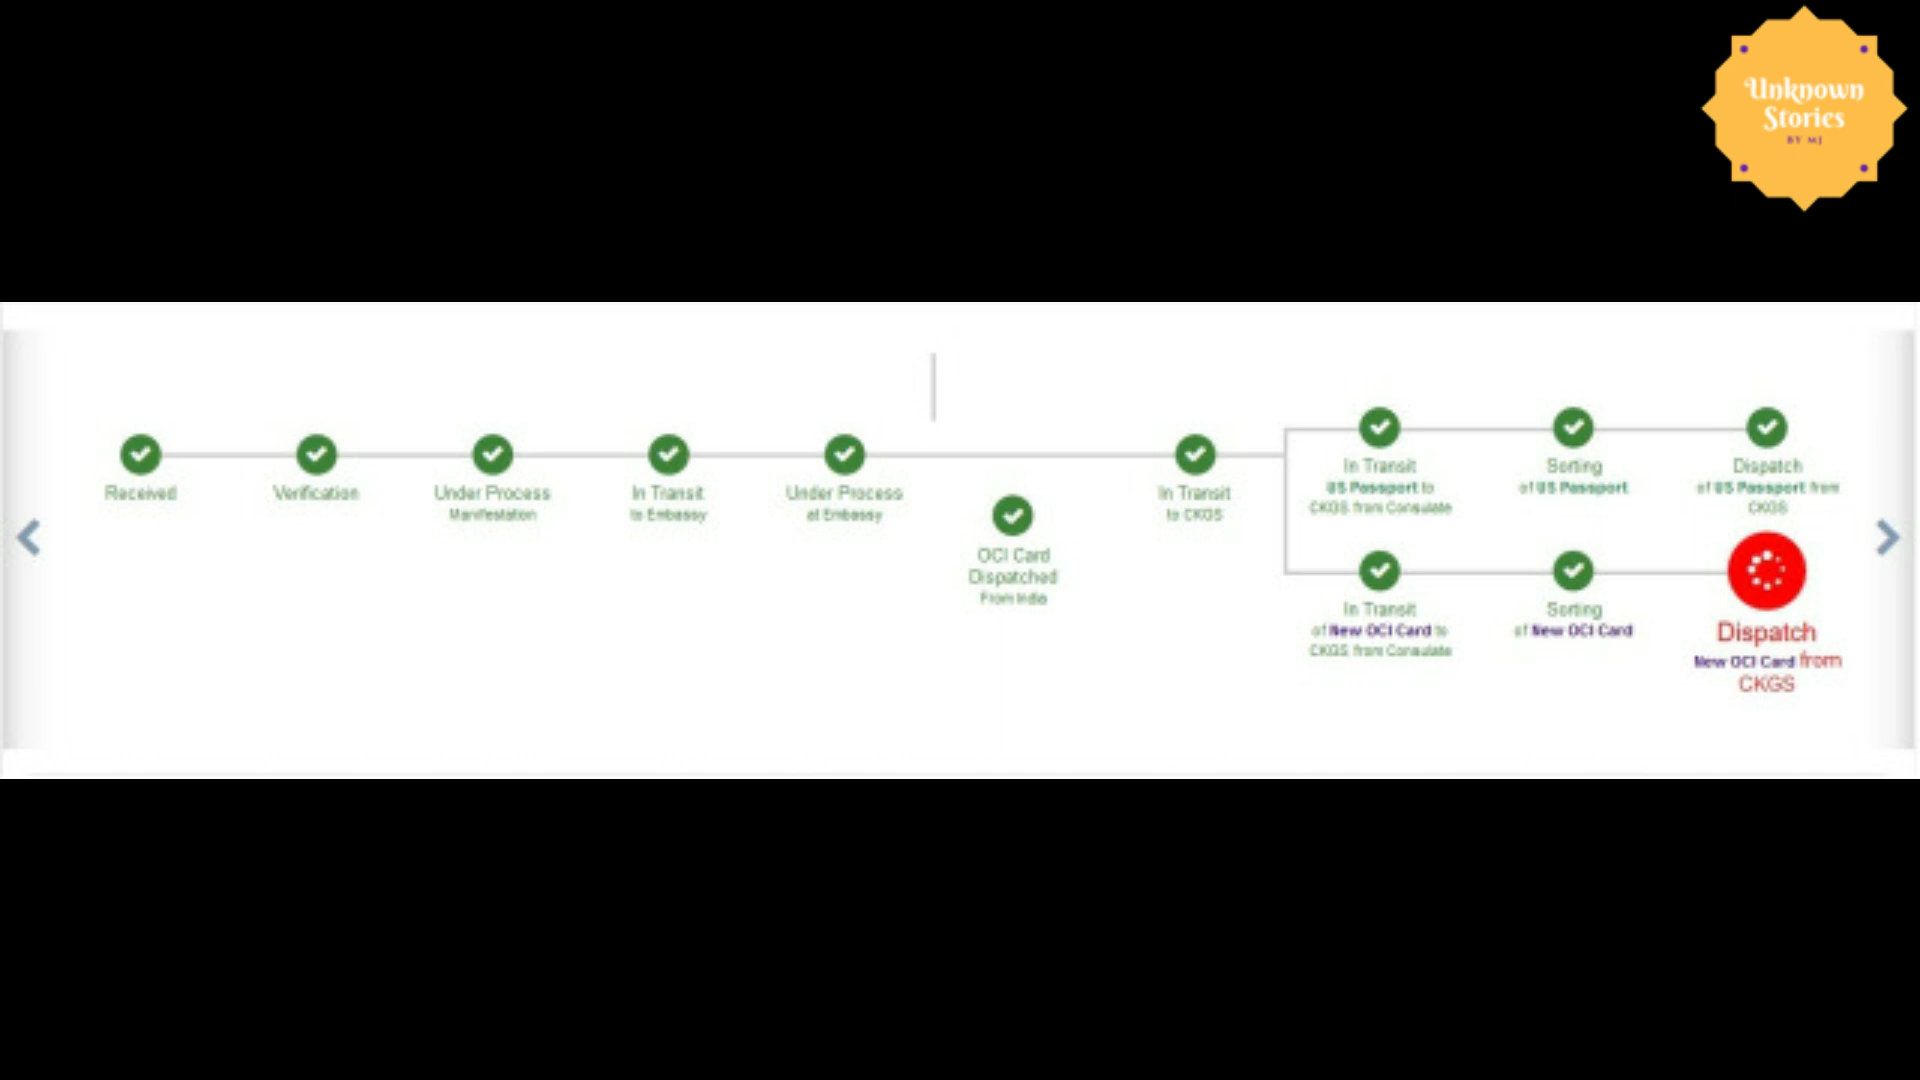 Unknown
Stories
BY MJ
Received
Verification
Under Process
Manifestation
In Transit
to Embassy
Under Process
at Embassy
OCI Card
Dispatched
From India
In Transit
to CKGS
In Transit
US Passport to
CKGS from Consulate
Sorting
of US Passport
Dispatch
of US Passport from
CKGS
In Transit
of New OCI Card to
CKGS from Consulate
Sorting
of New OCI Card
Dispatch
New OCI Card from
CKGS